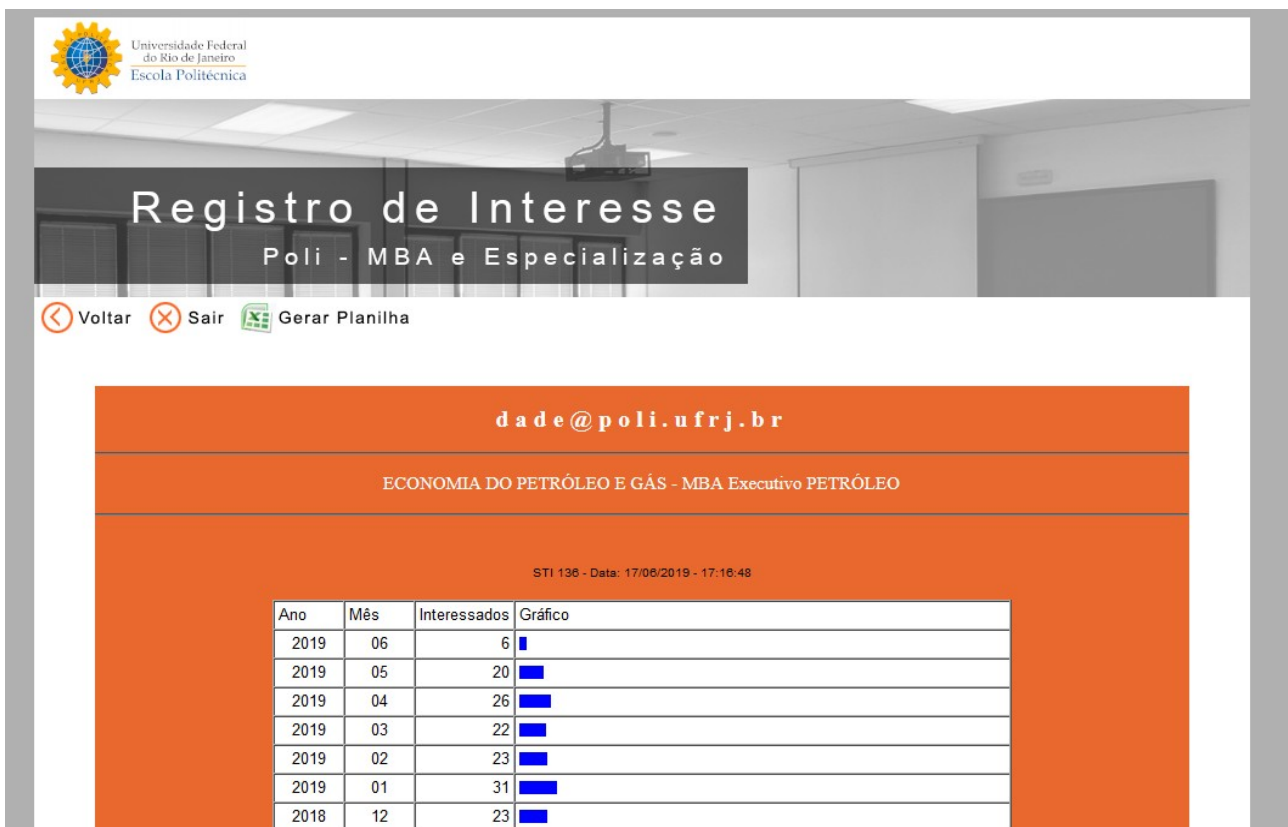 Universidade Federal
do Rio de Janeiro
Escola Politécnica
Registro de Interesse
Poli - MBA e Especialização
Voltar Sair Gerar Planilha
dade@poli.ufrj.br
ECONOMIA DO PETRÓLEO E GÁS - MBA Executivo PETRÓLEO
STI 136 - Data: 17/06/2019 - 17:16:48
Ano Mês Interessados Gráfico
2019 06 6
2019 05 20
2019 04 26
2019 03 22
2019 02 23
2019 01 31
2018 12 23